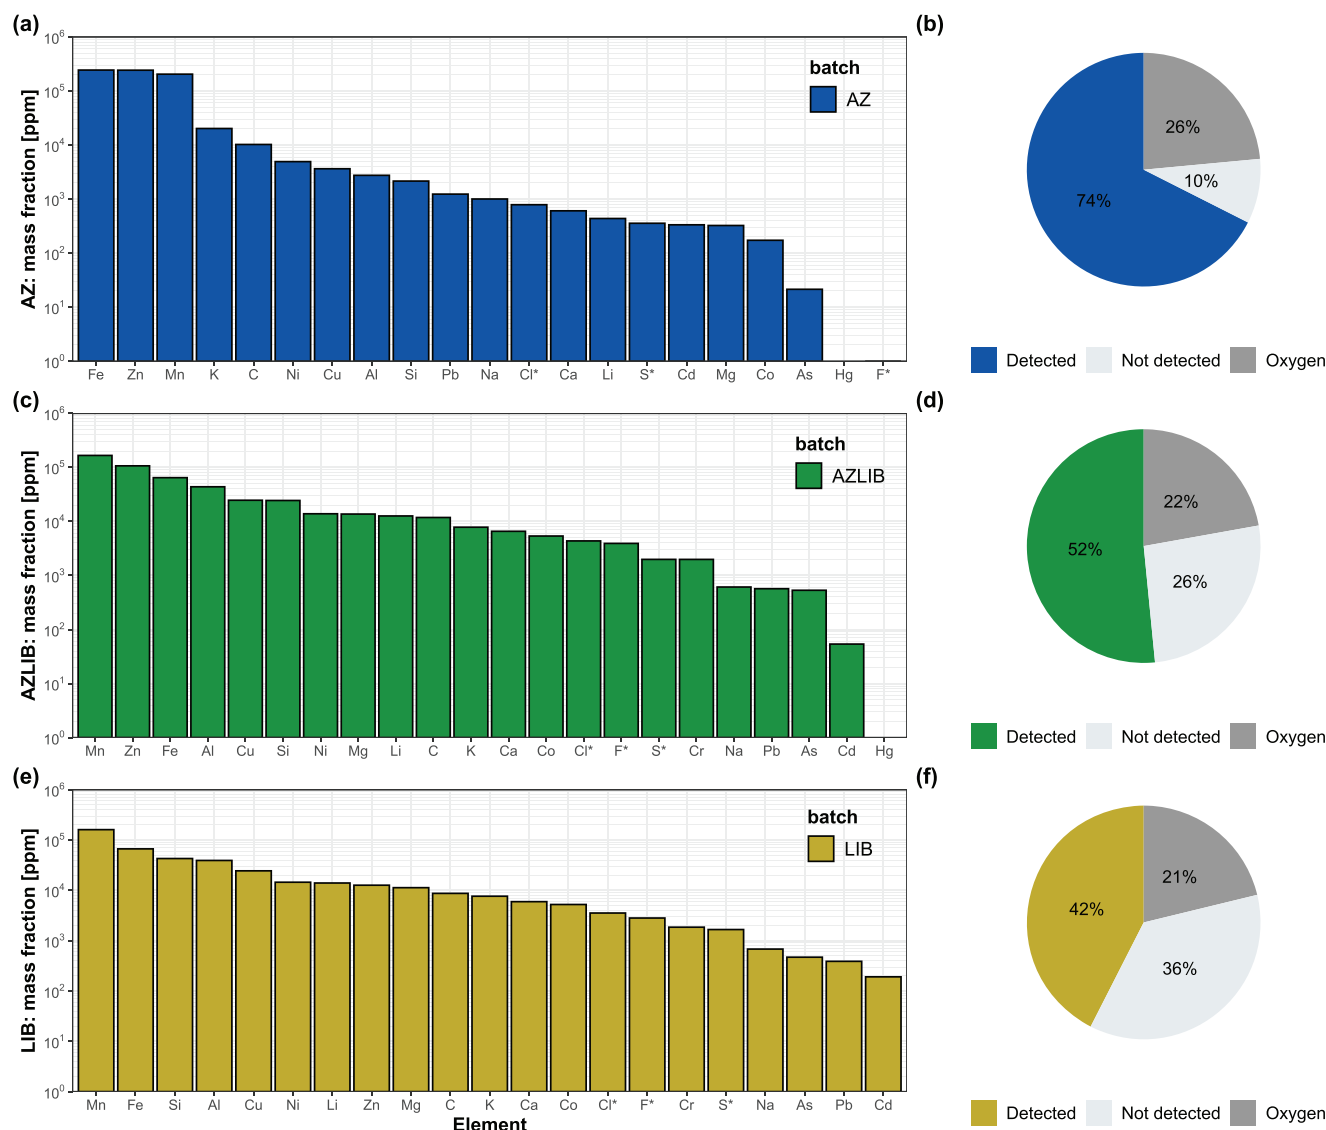 (a)
AZ: mass fraction [ppm]
10^6
10^5
10^4
10^3
10^2
10^1
10^0
batch
AZ
Fe Zn Mn K C Ni Cu Al Si Pb Na Cl* Ca Li S* Cd Mg Co As Hg F*
(b)
26%
10%
74%
Detected Not detected Oxygen
(c)
AZLIB: mass fraction [ppm]
10^6
10^5
10^4
10^3
10^2
10^1
10^0
batch
AZLIB
Mn Zn Fe Al Cu Si Ni Mg Li C K Ca Co Cl* F* S* Cr Na Pb As Cd Hg
(d)
22%
52%
26%
Detected Not detected Oxygen
(e)
LIB: mass fraction [ppm]
10^6
10^5
10^4
10^3
10^2
10^1
10^0
batch
LIB
Mn Fe Si Al Cu Ni Li Zn Mg C K Ca Co Cl* F* Cr S* Na As Pb Cd
Element
(f)
21%
42%
36%
Detected Not detected Oxygen